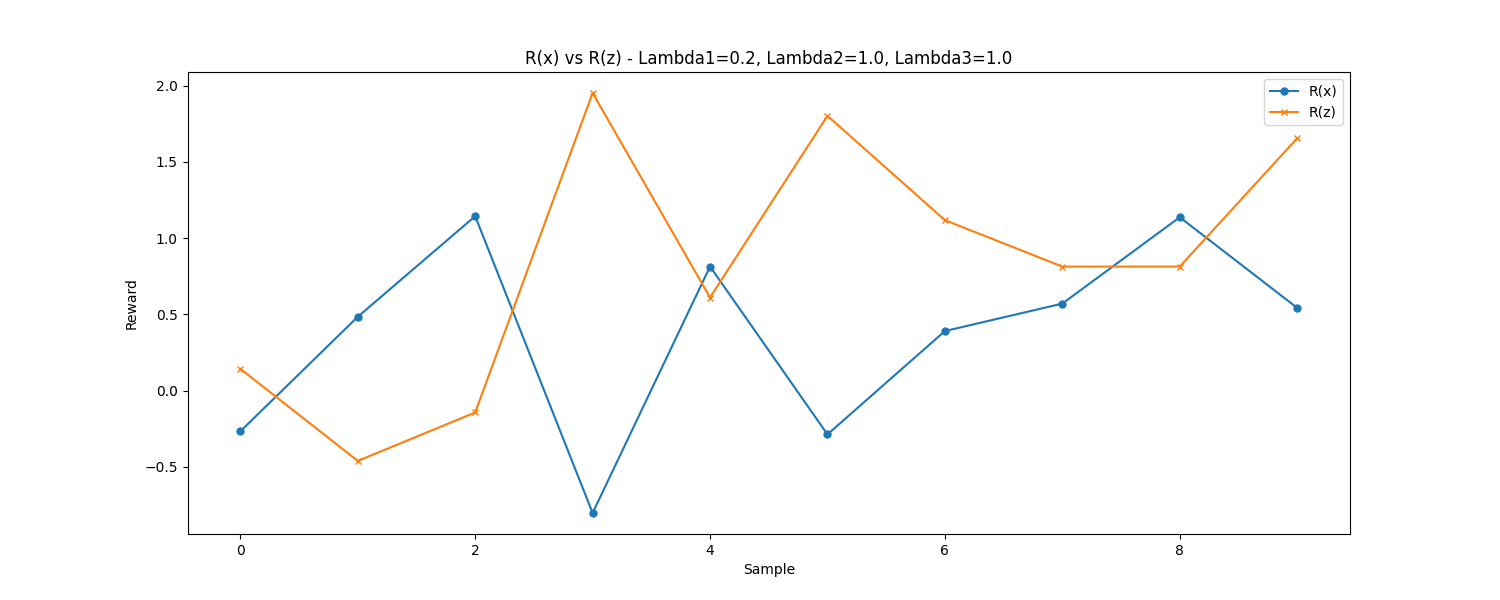 R(x) vs R(z) - Lambda1=0.2, Lambda2=1.0, Lambda3=1.0
R(x)
R(z)
2.0
1.5
1.0
0.5
0.0
−0.5
Reward
0 2 4 6 8
Sample